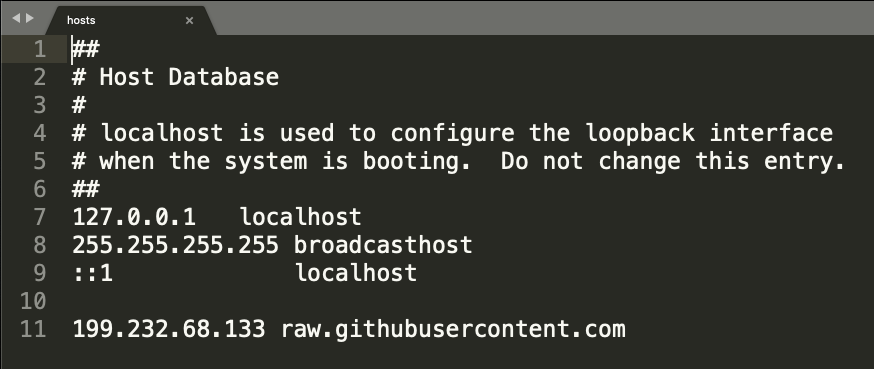 hosts
1 ##
2 # Host Database
3 #
4 # localhost is used to configure the loopback interface
5 # when the system is booting.  Do not change this entry.
6 ##
7 127.0.0.1   localhost
8 255.255.255.255 broadcasthost
9 ::1             localhost
10
11 199.232.68.133 raw.githubusercontent.com